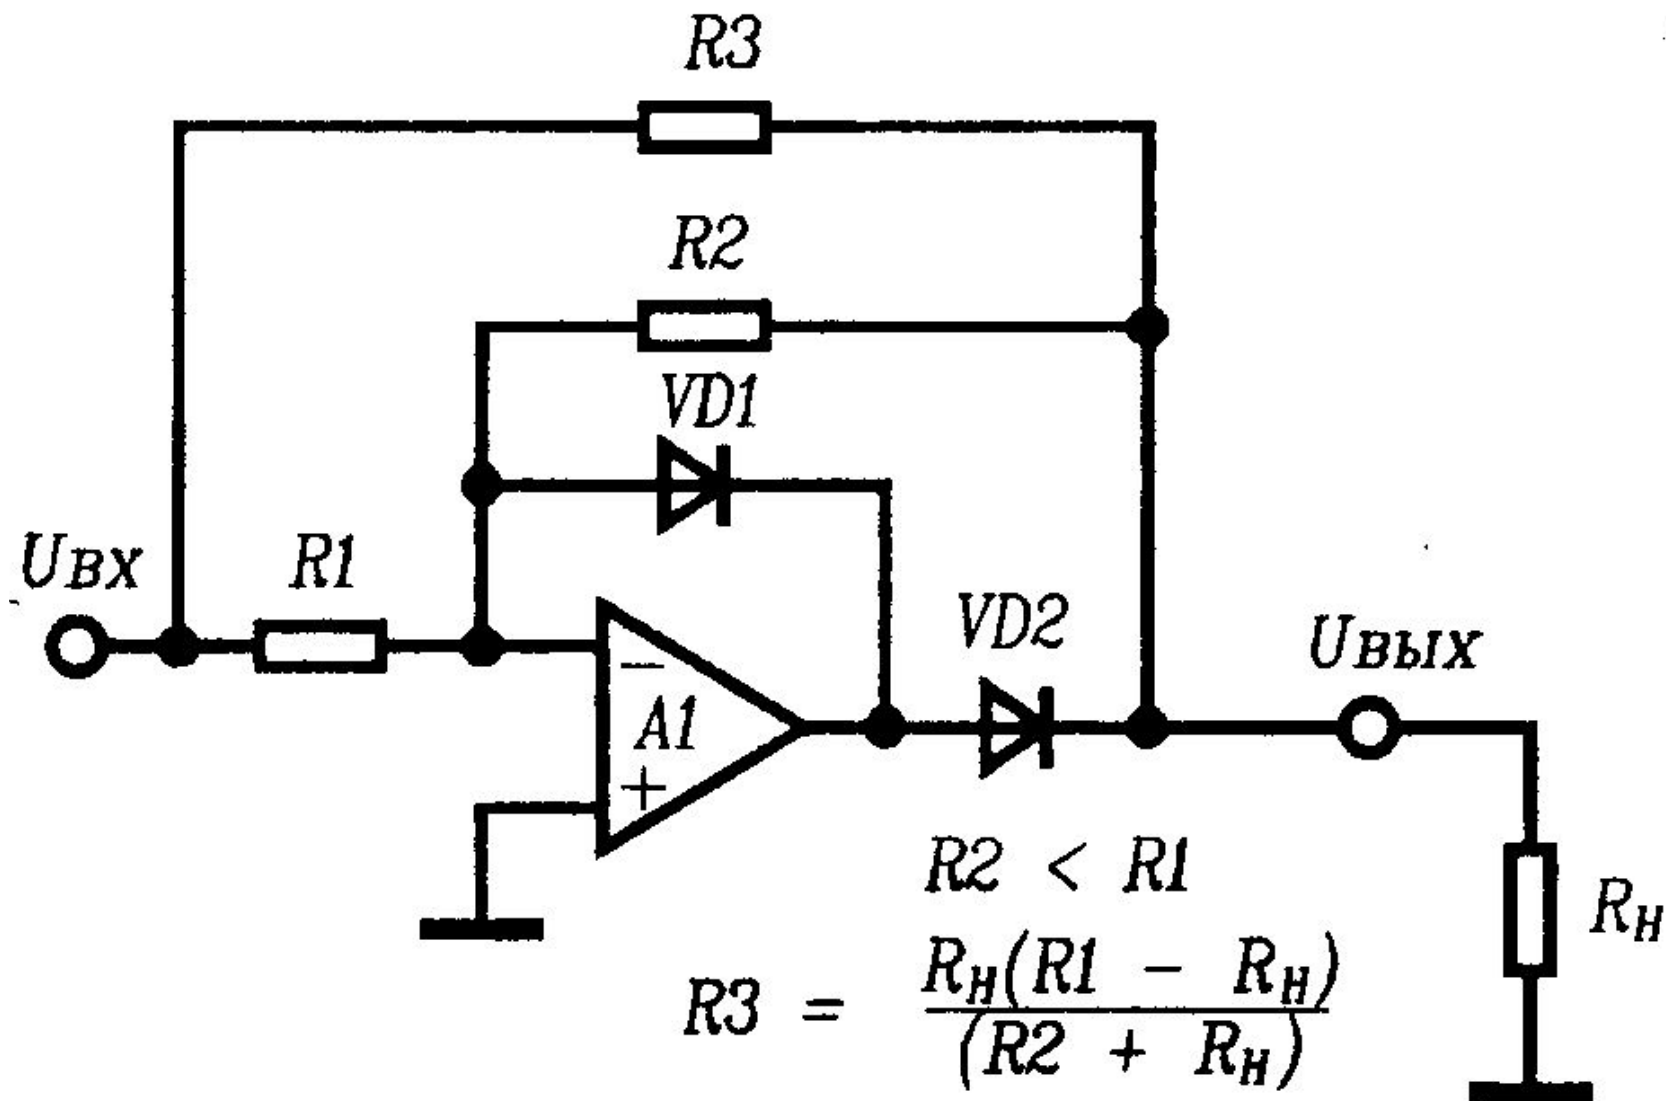 R3
R2
VD1
Uвх
R1
VD2
Uвых
−
A1
+
R2 < R1
Rн
R3 = Rн(R1 − Rн)
(R2 + Rн)